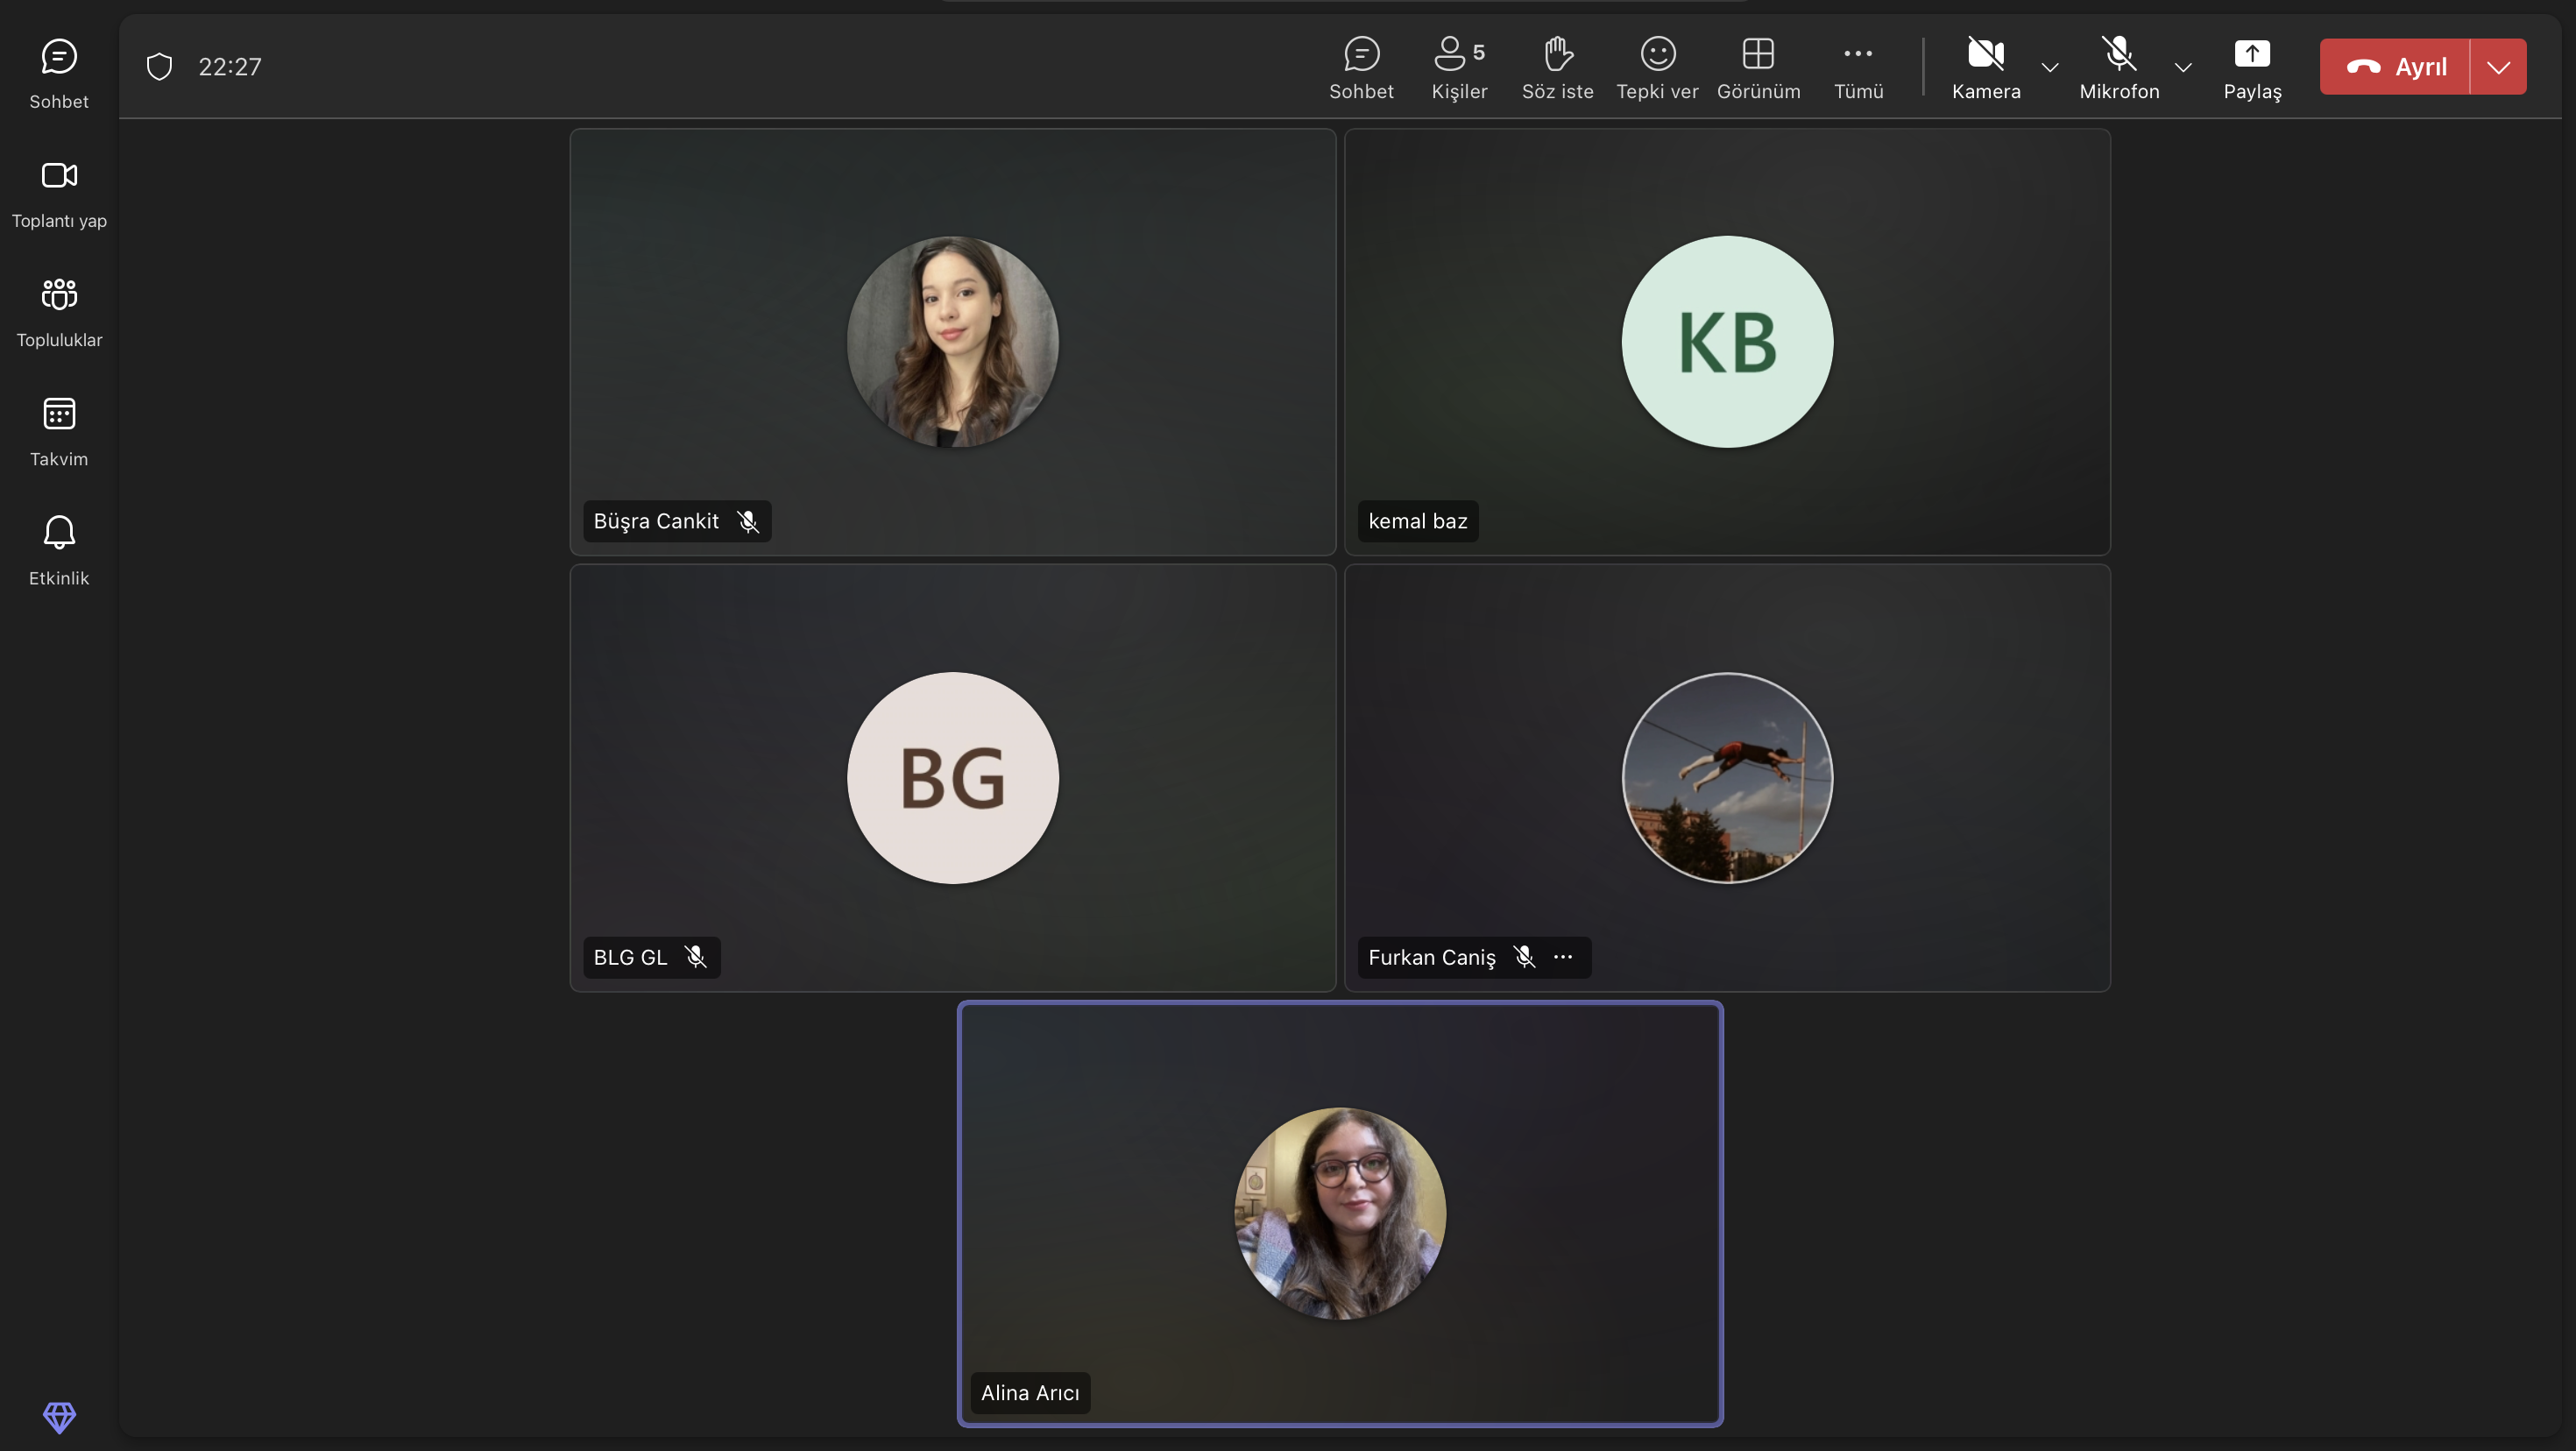 Sohbet
Toplantı yap
Topluluklar
Takvim
Etkinlik
22:27
Sohbet
5
Kişiler
Söz iste
Tepki ver
Görünüm
Tümü
Kamera
Mikrofon
Paylaş
Ayrıl
Büşra Cankit
KB
kemal baz
BG
BLG GL
Furkan Caniş
Alina Arıcı